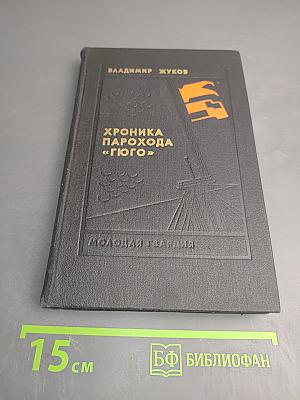 ВЛАДИМИР ЖУКОВ
ХРОНИКА
ПАРОХОДА
«ГЮГО»
МОЛОДАЯ ГВАРДИЯ
15 см
БФ БИБЛИОФАН